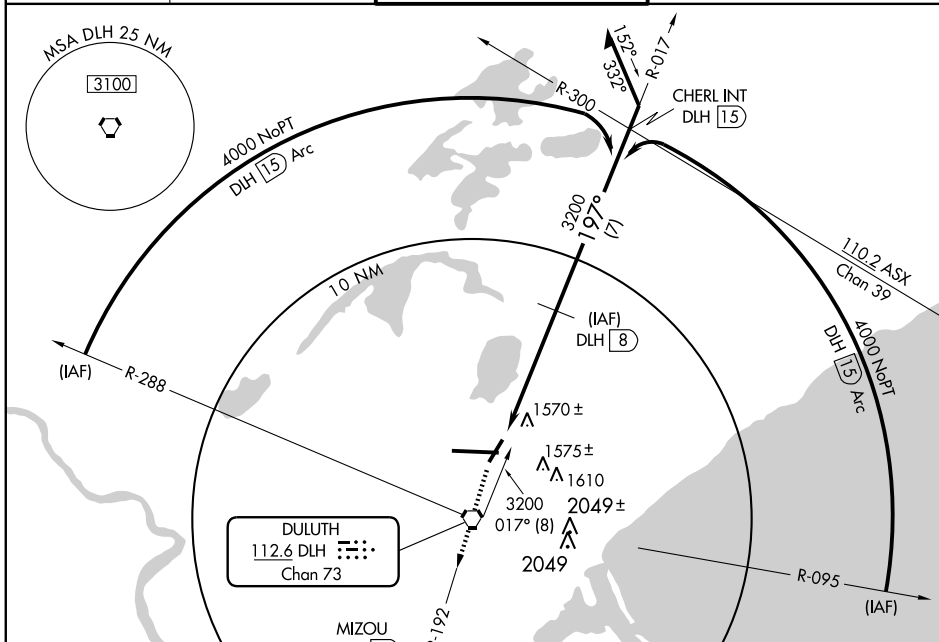 MSA DLH 25 NM
3100
4000 NoPT
DLH 15 Arc
R-300
152°
332°
R-017
CHERL INT
DLH 15
3200
197°
(7)
110.2 ASX
Chan 39
4000 NoPT
DLH 15 Arc
10 NM
(IAF)
DLH 8
(IAF)
R-288
1570 ±
1575 ±
1610
3200
017° (8)
2049 ±
2049
DULUTH
112.6 DLH
Chan 73
R-095
(IAF)
MIZOU
-192